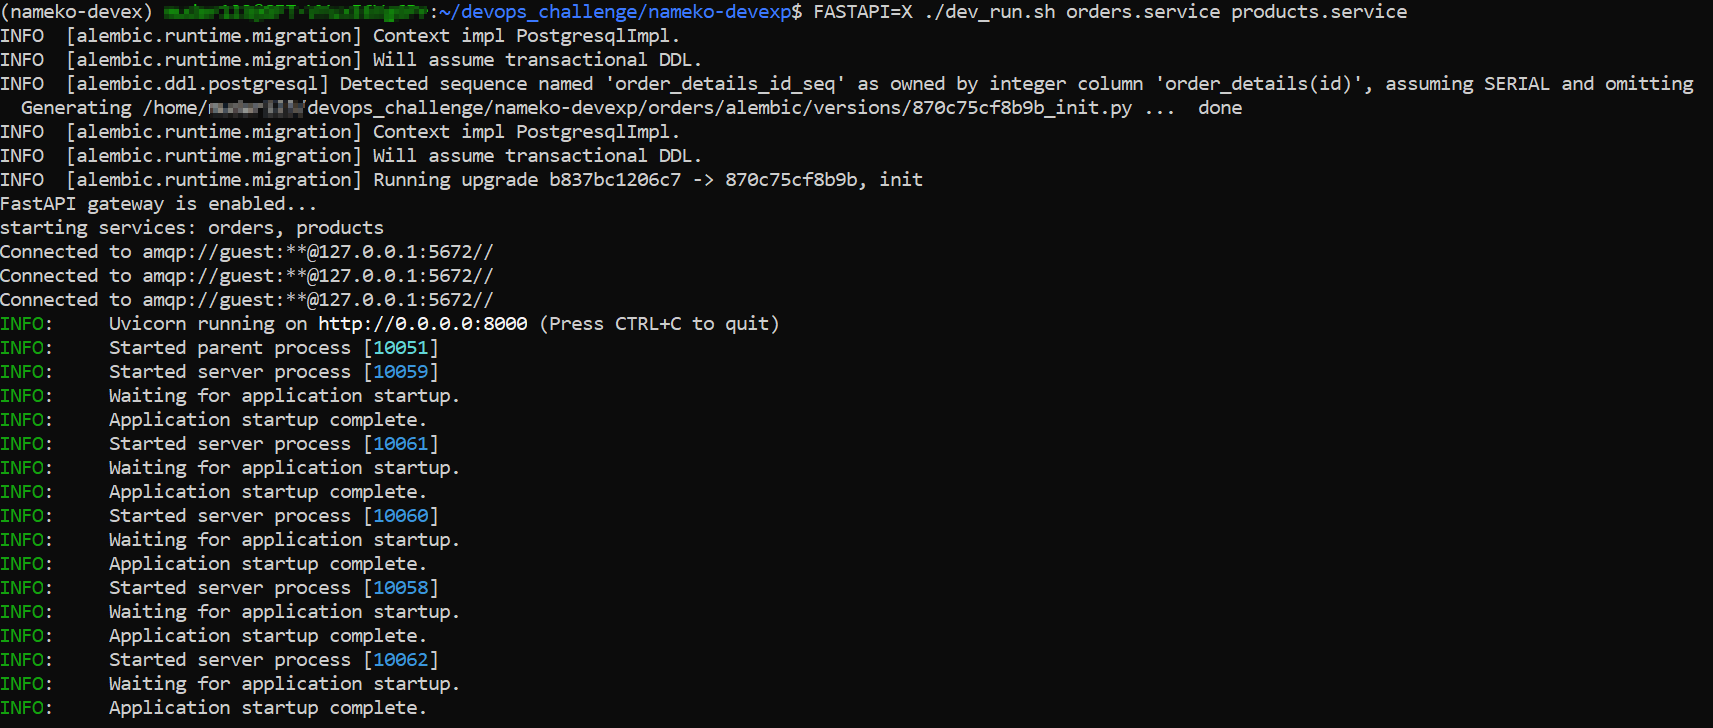 (nameko-devex) :~/devops_challenge/nameko-devexp$ FASTAPI=X ./dev_run.sh orders.service products.service
INFO  [alembic.runtime.migration] Context impl PostgresqlImpl.
INFO  [alembic.runtime.migration] Will assume transactional DDL.
INFO  [alembic.ddl.postgresql] Detected sequence named 'order_details_id_seq' as owned by integer column 'order_details(id)', assuming SERIAL and omitting
  Generating /home/ /devops_challenge/nameko-devexp/orders/alembic/versions/870c75cf8b9b_init.py ...  done
INFO  [alembic.runtime.migration] Context impl PostgresqlImpl.
INFO  [alembic.runtime.migration] Will assume transactional DDL.
INFO  [alembic.runtime.migration] Running upgrade b837bc1206c7 -> 870c75cf8b9b, init
FastAPI gateway is enabled...
starting services: orders, products
Connected to amqp://guest:**@127.0.0.1:5672//
Connected to amqp://guest:**@127.0.0.1:5672//
Connected to amqp://guest:**@127.0.0.1:5672//
INFO:     Uvicorn running on http://0.0.0.0:8000 (Press CTRL+C to quit)
INFO:     Started parent process [10051]
INFO:     Started server process [10059]
INFO:     Waiting for application startup.
INFO:     Application startup complete.
INFO:     Started server process [10061]
INFO:     Waiting for application startup.
INFO:     Application startup complete.
INFO:     Started server process [10060]
INFO:     Waiting for application startup.
INFO:     Application startup complete.
INFO:     Started server process [10058]
INFO:     Waiting for application startup.
INFO:     Application startup complete.
INFO:     Started server process [10062]
INFO:     Waiting for application startup.
INFO:     Application startup complete.